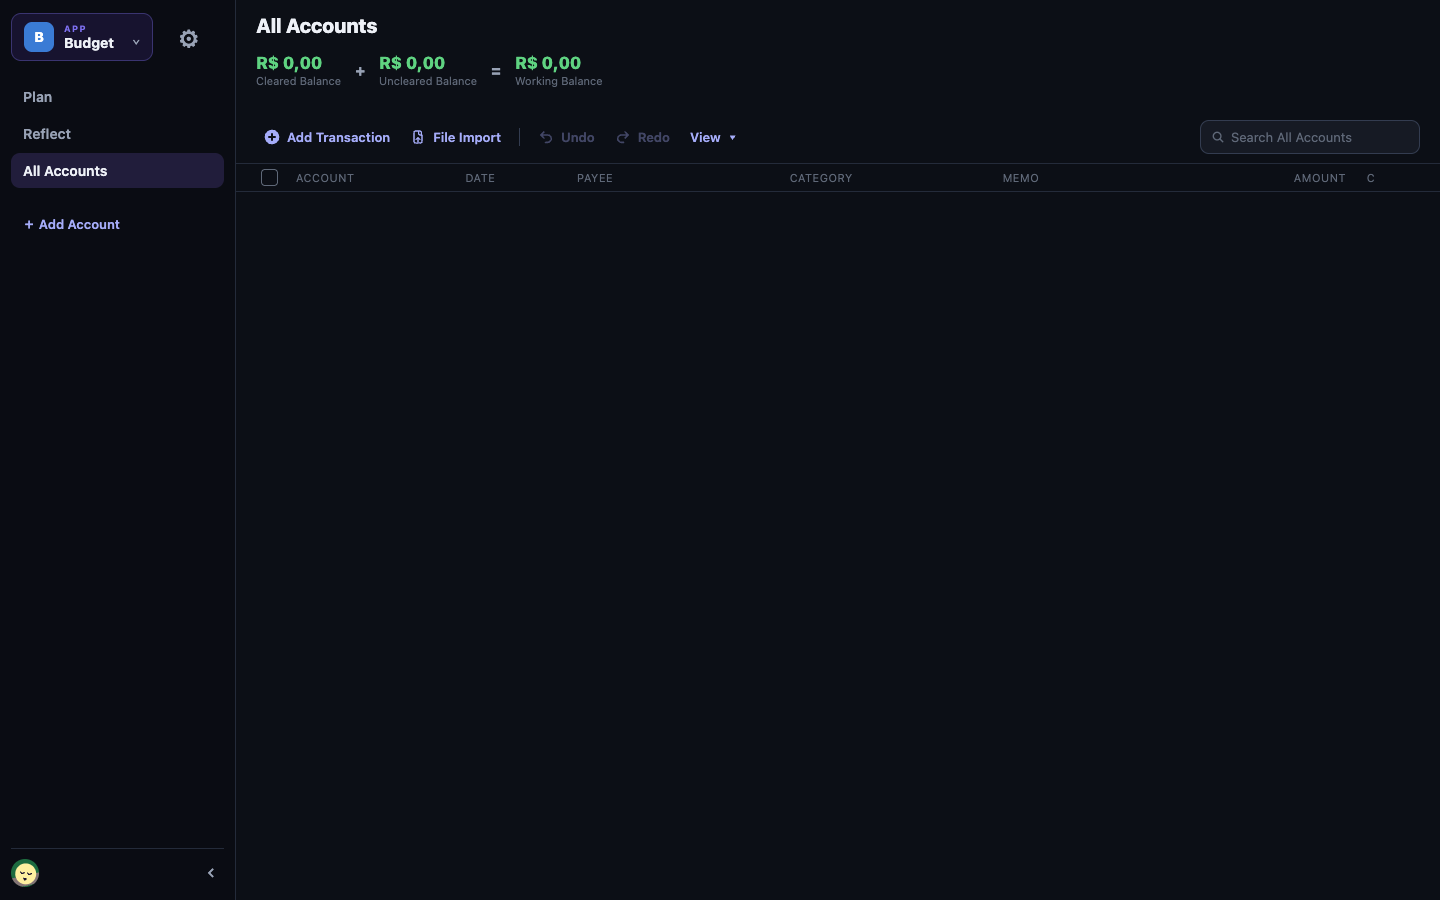 B
APP
Budget
Plan
Reflect
All Accounts
+ Add Account
All Accounts
R$ 0,00 + R$ 0,00 = R$ 0,00
Cleared Balance Uncleared Balance Working Balance
Add Transaction File Import Undo Redo View Search All Accounts
ACCOUNT DATE PAYEE CATEGORY MEMO AMOUNT C